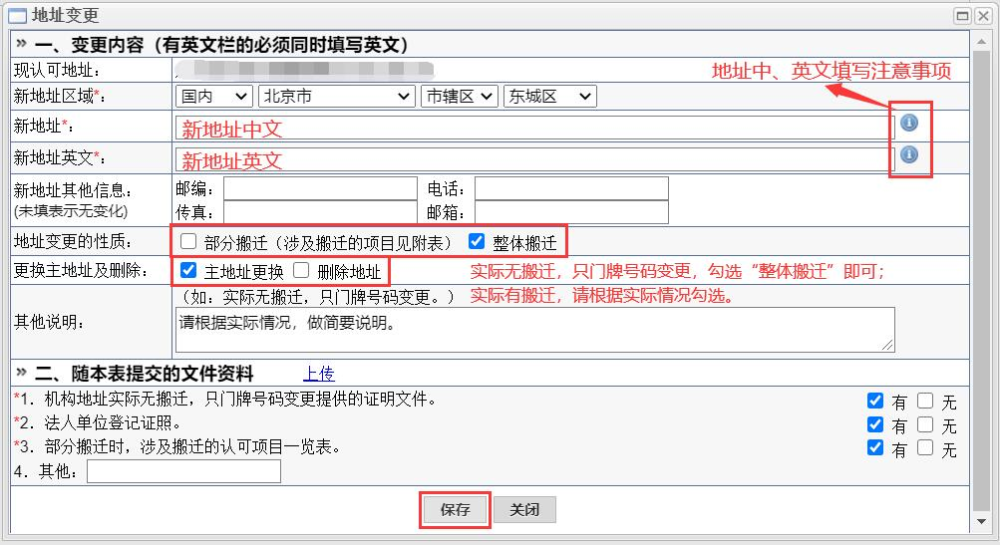 地址变更
» 一、变更内容（有英文栏的必须同时填写英文）
现认可地址：
地址中、英文填写注意事项
新地址区域*： 国内 北京市 市辖区 东城区
新地址*： 新地址中文
新地址英文*： 新地址英文
新地址其他信息： 邮编： 电话：
(未填表示无变化) 传真： 邮箱：
地址变更的性质： 部分搬迁（涉及搬迁的项目见附表） 整体搬迁
更换主地址及删除： 主地址更换 删除地址 实际无搬迁，只门牌号码变更，勾选“整体搬迁”即可；
（如：实际无搬迁，只门牌号码变更。） 实际有搬迁，请根据实际情况勾选。
其他说明： 请根据实际情况，做简要说明。
» 二、随本表提交的文件资料 上传
*1．机构地址实际无搬迁，只门牌号码变更提供的证明文件。 有 无
*2．法人单位登记证照。 有 无
*3．部分搬迁时，涉及搬迁的认可项目一览表。 有 无
4．其他：
保存 关闭